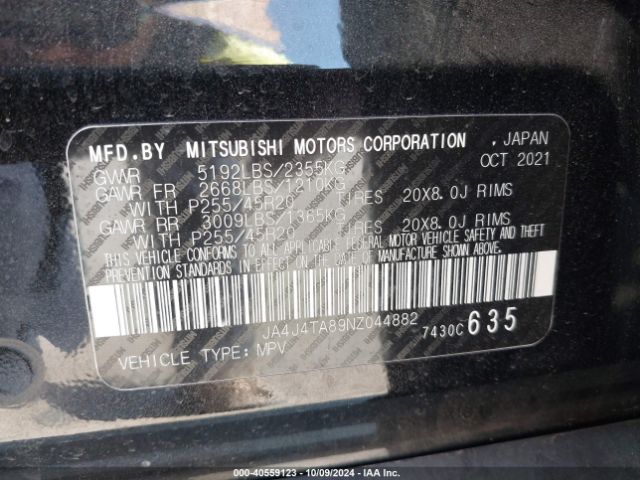 MFD.BY MITSUBISHI MOTORS CORPORATION , JAPAN
GVWR 5192LBS/2355KG OCT 2021
GAWR FR 2668LBS/1210KG
WITH P255/45R20 TIRES 20X8.0J RIMS
GAWR RR 3009LBS/1365KG
WITH P255/45R20 TIRES 20X8.0J RIMS
THIS VEHICLE CONFORMS TO ALL APPLICABLE FEDERAL MOTOR VEHICLE SAFETY AND THEFT
PREVENTION STANDARDS IN EFFECT ON THE DATE OF MANUFACTURE SHOWN ABOVE.
JA4J4TA89NZ044882 7430C 635
VEHICLE TYPE: MPV
000-40559123 - 10/09/2024 - IAA Inc.